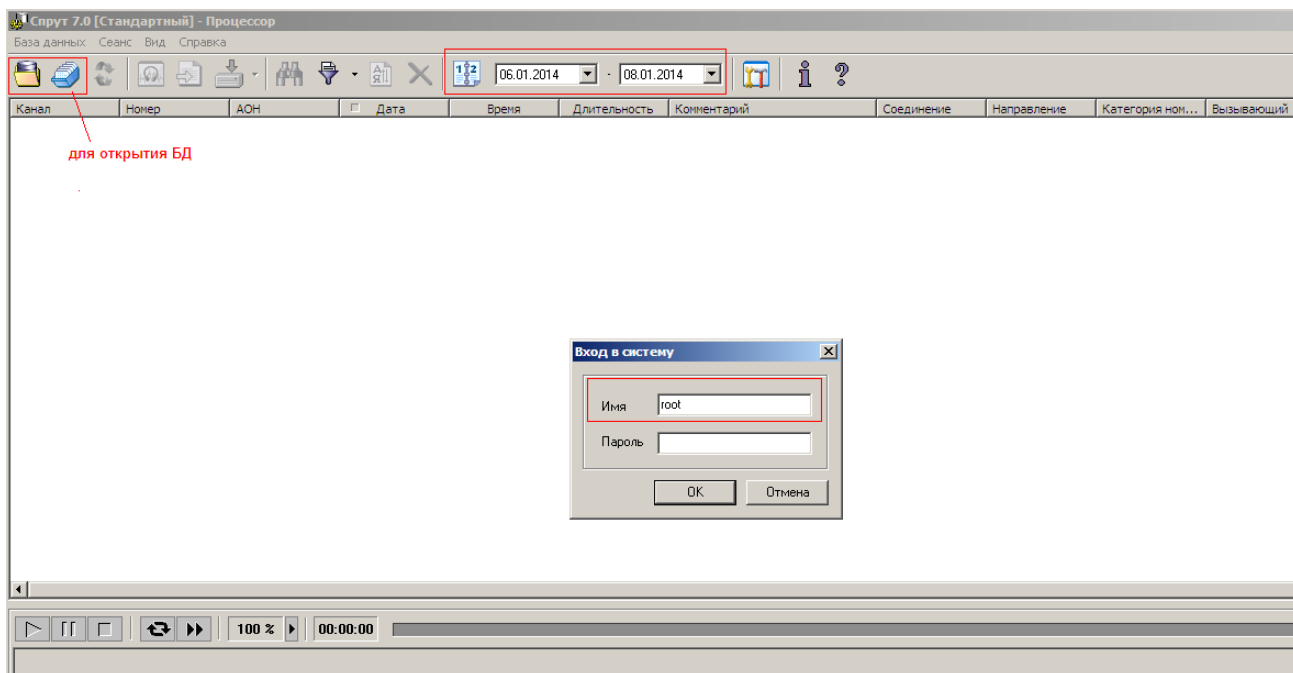 Спрут 7.0 [Стандартный] - Процессор
База данных Сеанс Вид Справка
1 2 06.01.2014 - 08.01.2014
Канал Номер АОН Дата Время Длительность Комментарий Соединение Направление Категория ном... Вызывающий
для открытия БД
Вход в систему
Имя root
Пароль
OK Отмена
100 % 00:00:00